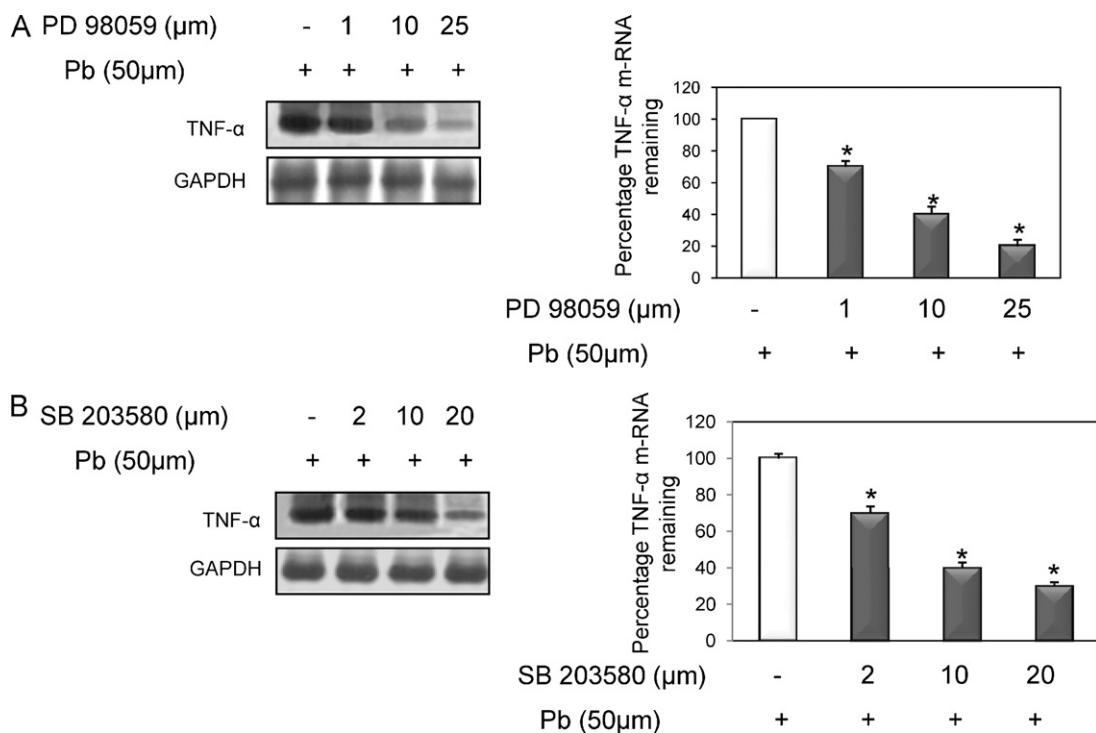 A PD 98059 (µm) - 1 10 25
Pb (50µm) + + + +
TNF-α
GAPDH
Percentage TNF-α m-RNA
remaining
120
100
80
60
40
20
0
* * *
PD 98059 (µm) - 1 10 25
Pb (50µm) + + + +
B SB 203580 (µm) - 2 10 20
Pb (50µm) + + + +
TNF-α
GAPDH
Percentage TNF-α m-RNA
remaining
120
100
80
60
40
20
0
* * *
SB 203580 (µm) - 2 10 20
Pb (50µm) + + + +